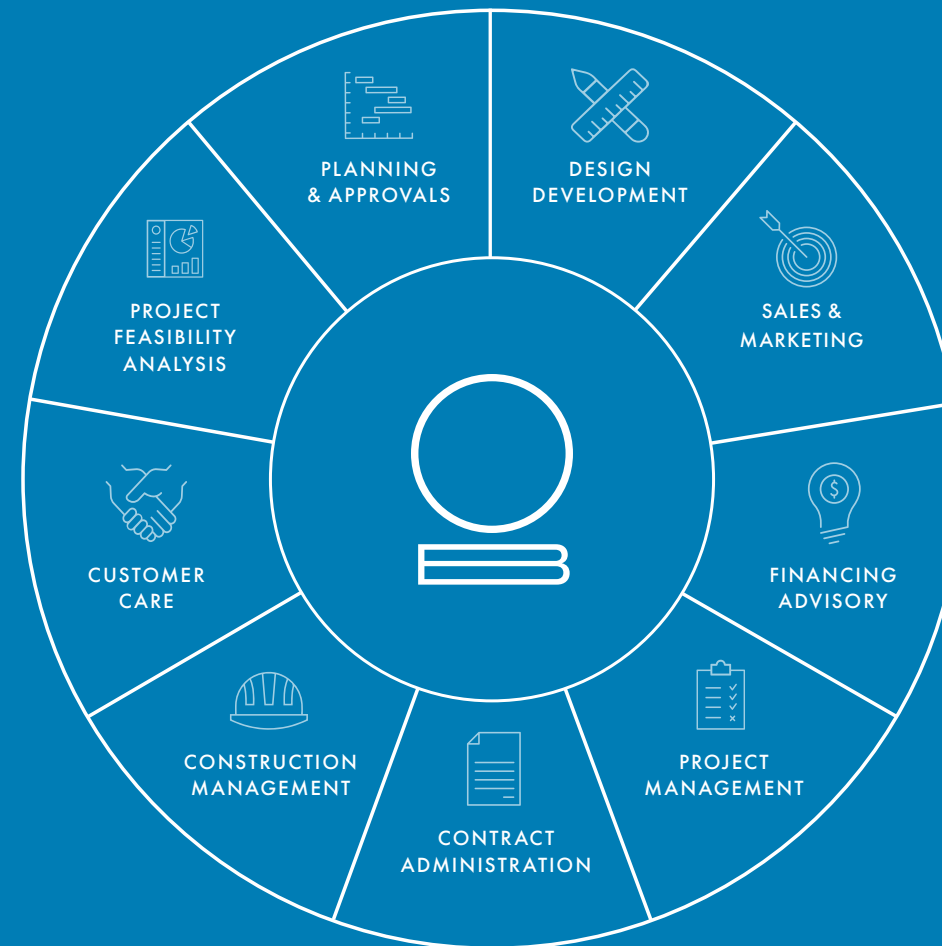 PLANNING
& APPROVALS
DESIGN
DEVELOPMENT
SALES &
MARKETING
FINANCING
ADVISORY
PROJECT
MANAGEMENT
CONTRACT
ADMINISTRATION
CONSTRUCTION
MANAGEMENT
CUSTOMER
CARE
PROJECT
FEASIBILITY
ANALYSIS
$